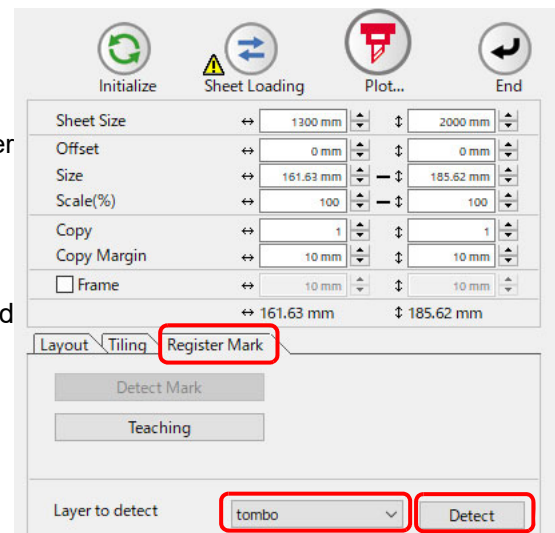 Initialize Sheet Loading Plot... End
Sheet Size 1300 mm 2000 mm
er
Offset 0 mm 0 mm
Size 161.63 mm 185.62 mm
Scale(%) 100 100
Copy 1 1
Copy Margin 10 mm 10 mm
Frame 10 mm 10 mm
d
161.63 mm 185.62 mm
Layout Tiling Register Mark
Detect Mark
Teaching
Layer to detect tombo Detect